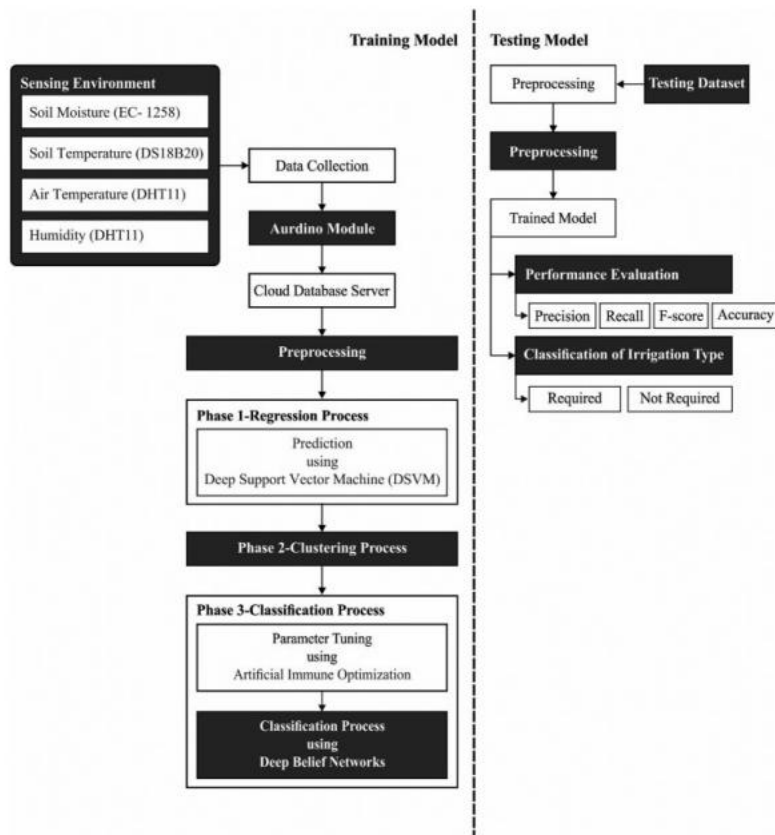 Training Model
Sensing Environment
Soil Moisture (EC- 1258)
Soil Temperature (DS18B20)
Air Temperature (DHT11)
Humidity (DHT11)
Data Collection
Aurdino Module
Cloud Database Server
Preprocessing
Phase 1-Regression Process
Prediction
using
Deep Support Vector Machine (DSVM)
Phase 2-Clustering Process
Phase 3-Classification Process
Parameter Tuning
using
Artificial Immune Optimization
Classification Process
using
Deep Belief Networks
Testing Model
Preprocessing
Testing Dataset
Preprocessing
Trained Model
Performance Evaluation
Precision
Recall
F-score
Accuracy
Classification of Irrigation Type
Required
Not Required